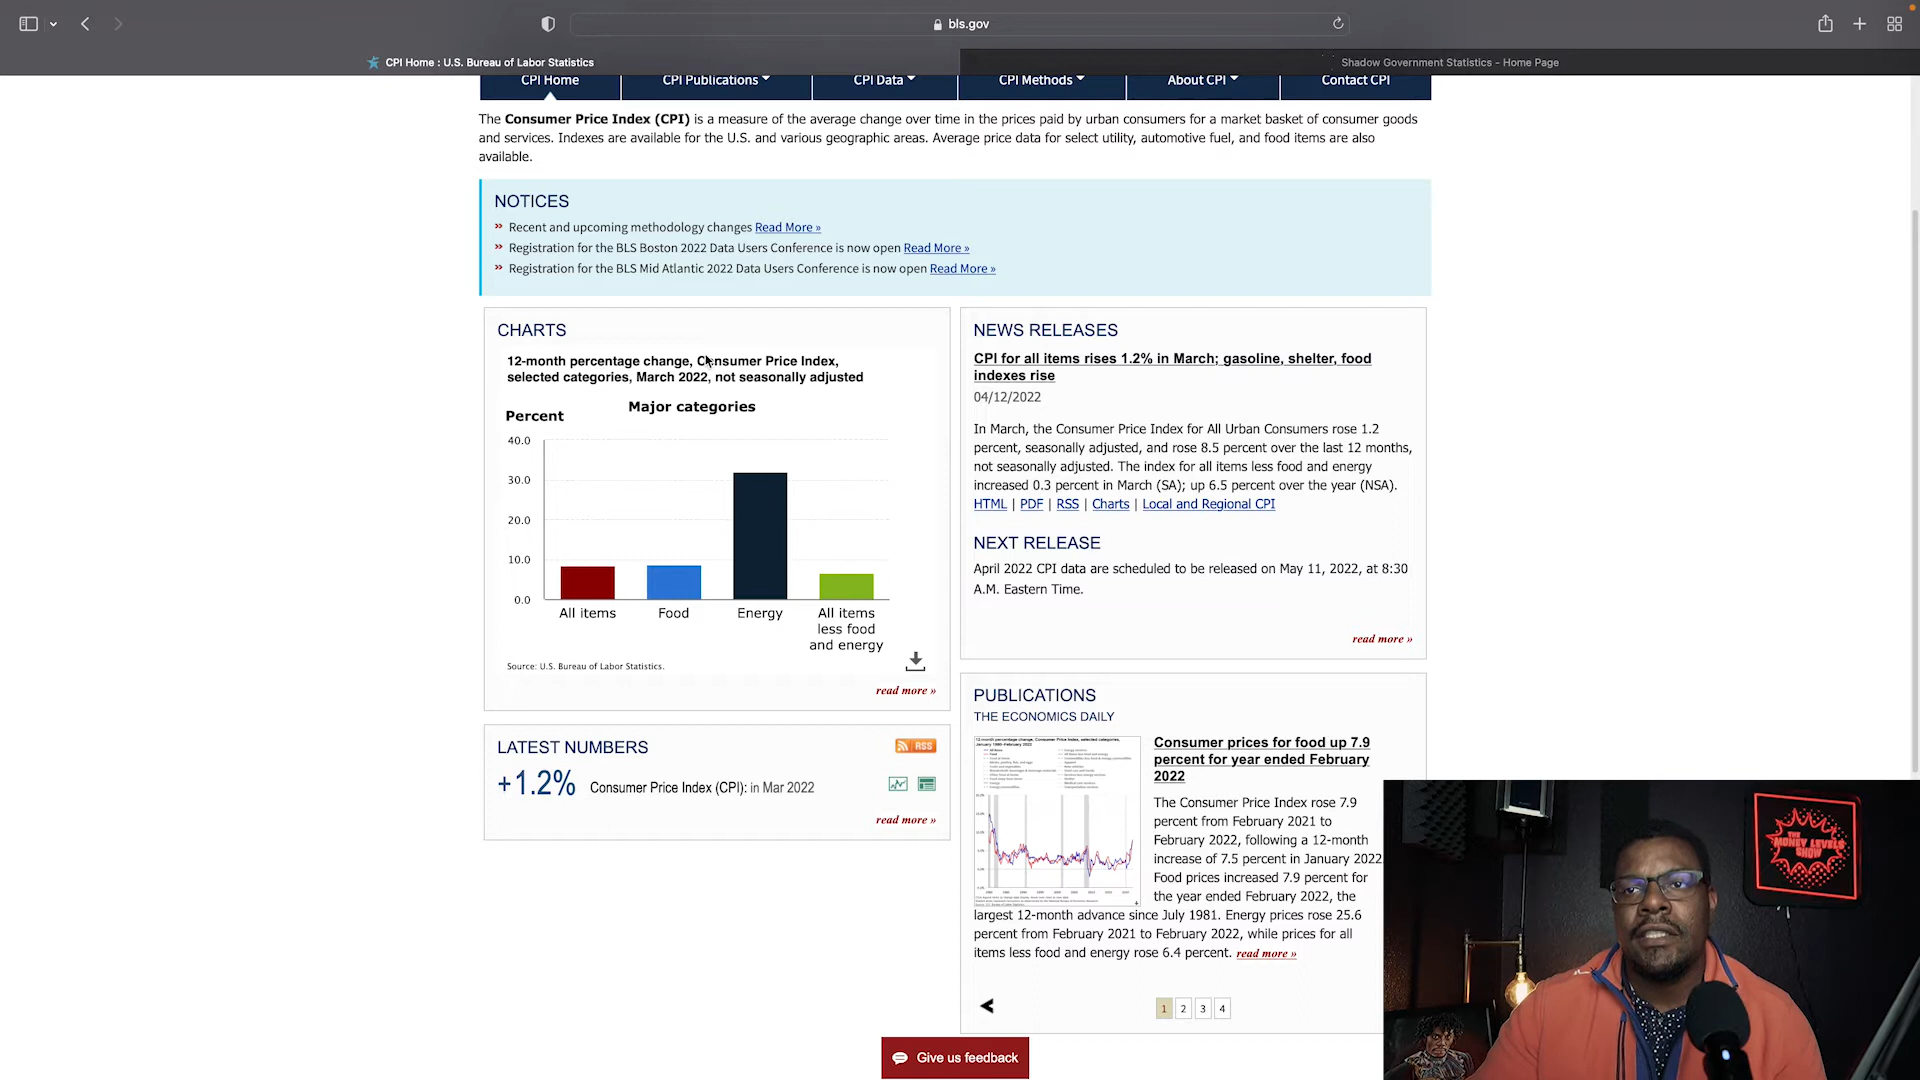 bls.gov
CPI Home : U.S. Bureau of Labor Statistics
Shadow Government Statistics - Home Page
CPI Home
CPI Publications
CPI Data
CPI Methods
About CPI
Contact CPI
The Consumer Price Index (CPI) is a measure of the average change over time in the prices paid by urban consumers for a market basket of consumer goods
and services. Indexes are available for the U.S. and various geographic areas. Average price data for select utility, automotive fuel, and food items are also
available.
NOTICES
Recent and upcoming methodology changes Read More »
Registration for the BLS Boston 2022 Data Users Conference is now open Read More »
Registration for the BLS Mid Atlantic 2022 Data Users Conference is now open Read More »
CHARTS
12-month percentage change, Consumer Price Index,
selected categories, March 2022, not seasonally adjusted
Major categories
Percent
40.0
30.0
20.0
10.0
0.0
All items
Food
Energy
All items
less food
and energy
Source: U.S. Bureau of Labor Statistics.
read more »
LATEST NUMBERS
RSS
+1.2% Consumer Price Index (CPI): in Mar 2022
read more »
NEWS RELEASES
CPI for all items rises 1.2% in March; gasoline, shelter, food
indexes rise
04/12/2022
In March, the Consumer Price Index for All Urban Consumers rose 1.2
percent, seasonally adjusted, and rose 8.5 percent over the last 12 months,
not seasonally adjusted. The index for all items less food and energy
increased 0.3 percent in March (SA); up 6.5 percent over the year (NSA).
HTML | PDF | RSS | Charts | Local and Regional CPI
NEXT RELEASE
April 2022 CPI data are scheduled to be released on May 11, 2022, at 8:30
A.M. Eastern Time.
read more »
PUBLICATIONS
THE ECONOMICS DAILY
Consumer prices for food up 7.9
percent for year ended February
2022
The Consumer Price Index rose 7.9
percent from February 2021 to
February 2022, following a 12-month
increase of 7.5 percent in January 2022
Food prices increased 7.9 percent for
the year ended February 2022, the
largest 12-month advance since July 1981. Energy prices rose 25.6
percent from February 2021 to February 2022, while prices for all
items less food and energy rose 6.4 percent. read more »
1 2 3 4
Give us feedback
THE
MONEY LEVELS
SHOW